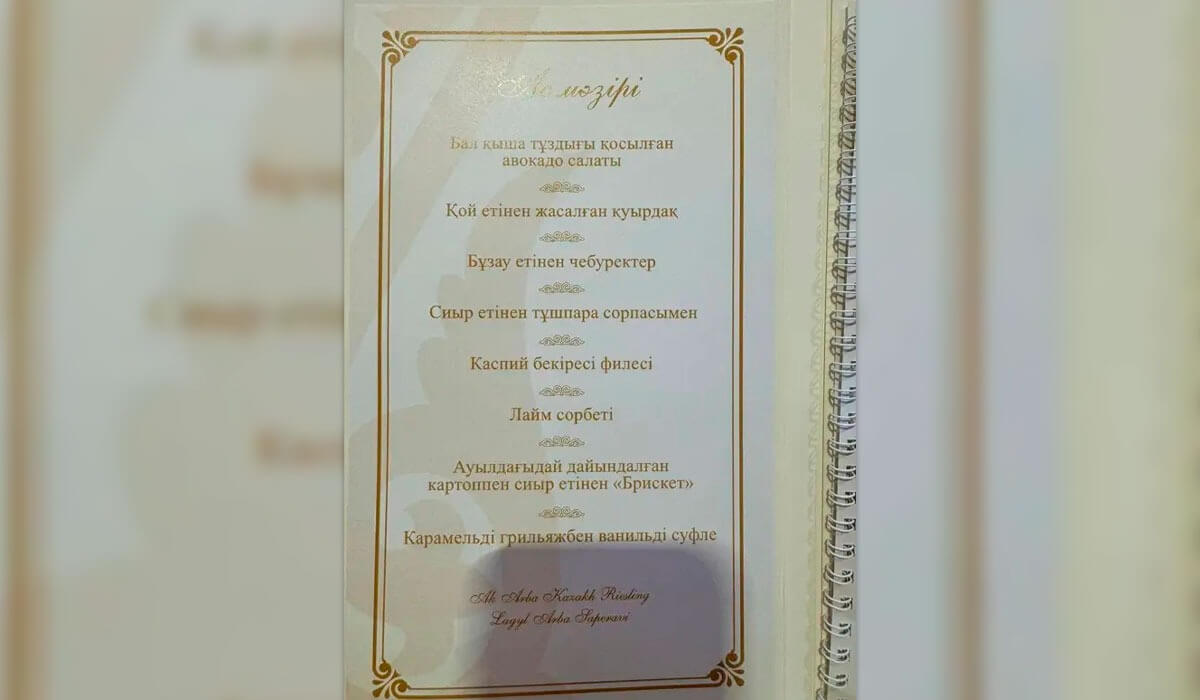 Ас мәзірі
Бал қыша тұздығы қосылған
авокадо салаты
Қой етінен жасалған қуырдақ
Бұзау етінен чебуректер
Сиыр етінен тұшпара сорпасымен
Каспий бекіресі филесі
Лайм сорбеті
Ауылдағыдай дайындалған
картоппен сиыр етінен «Брискет»
Карамельді грильяжбен ванильді суфле
Ak Arba Kazakh Riesling
Lagyl Arba Saperavi